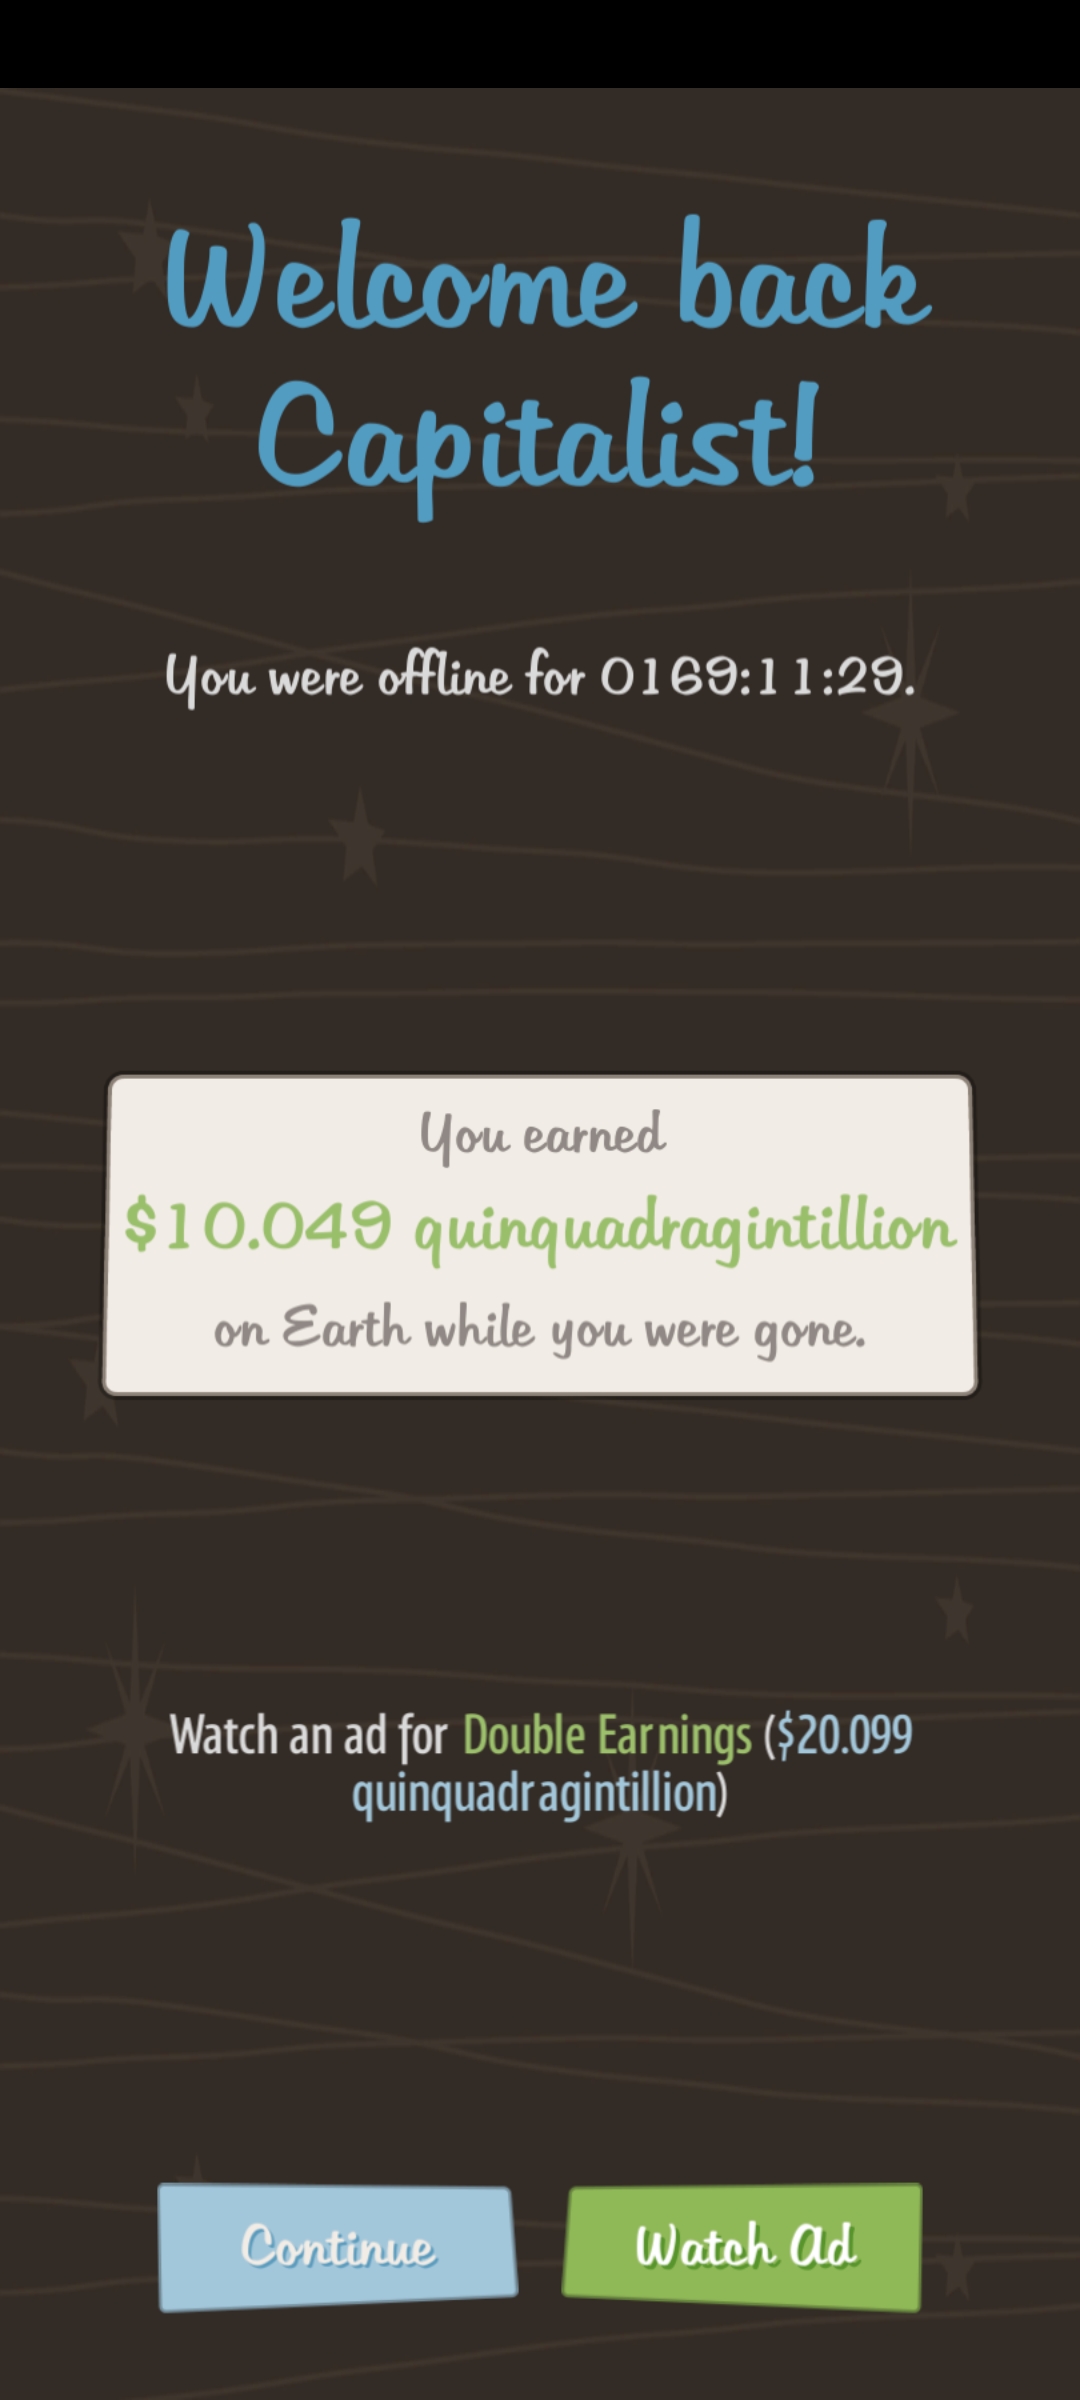 Welcome back
Capitalist!
You were offline for 0169:11:29.
You earned
$10.049 quinquadragintillion
on Earth while you were gone.
Watch an ad for Double Earnings ($20.099
quinquadragintillion)
Continue
Watch Ad